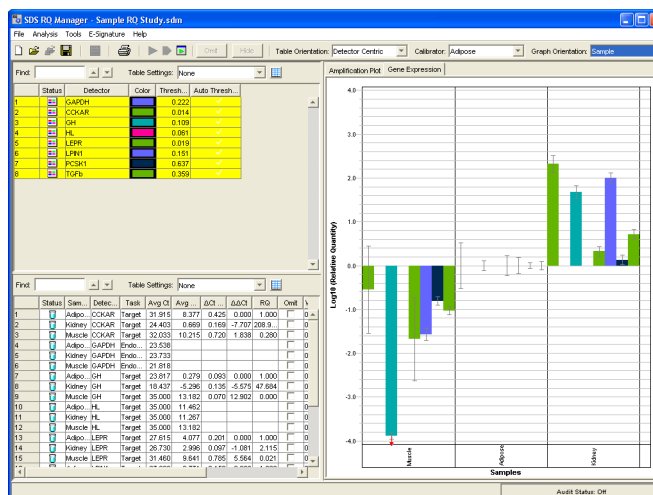 SDS RQ Manager - Sample RQ Study.sdm
File Analysis Tools E-Signature Help
Omit Hide Table Orientation: Detector Centric Calibrator: Adipose Graph Orientation: Sample
Find: Table Settings: None
Status Detector Color Thresh... Auto Thresh...
1 GAPDH 0.222
2 CCKAR 0.014
3 GH 0.109
4 HL 0.061
5 LEPR 0.019
6 LPIN1 0.151
7 PCSK1 0.637
8 TGFb 0.359
Find: Table Settings: None
Status Sam... Detec... Task Avg Ct Avg ... ΔCt ... ΔΔCt RQ Omit
1 Adipo... CCKAR Target 31.915 8.377 0.425 0.000 1.000 0
2 Kidney CCKAR Target 24.403 0.669 0.169 -7.707 208.9... 0
3 Muscle CCKAR Target 32.033 10.215 0.720 1.838 0.280 0
4 Adipo... GAPDH Endo... 23.538
5 Kidney GAPDH Endo... 23.733
6 Muscle GAPDH Endo... 21.818
7 Adipo... GH Target 23.817 0.279 0.093 0.000 1.000 0
8 Kidney GH Target 18.437 -5.296 0.135 -5.575 47.684 0
9 Muscle GH Target 35.000 13.182 0.070 12.902 0.000 0
10 Adipo... HL Target 35.000 11.462
11 Kidney HL Target 35.000 11.267
12 Muscle HL Target 35.000 13.182
13 Adipo... LEPR Target 27.615 4.077 0.201 0.000 1.000 0
14 Kidney LEPR Target 26.730 2.996 0.097 -1.081 2.115 0
15 Muscle LEPR Target 31.460 9.641 0.785 5.564 0.021 0
Amplification Plot Gene Expression
Log10 (Relative Quantity)
4.0
3.0
2.0
1.0
0.0
-1.0
-2.0
-3.0
-4.0
Muscle Adipose Kidney
Samples
Audit Status: Off